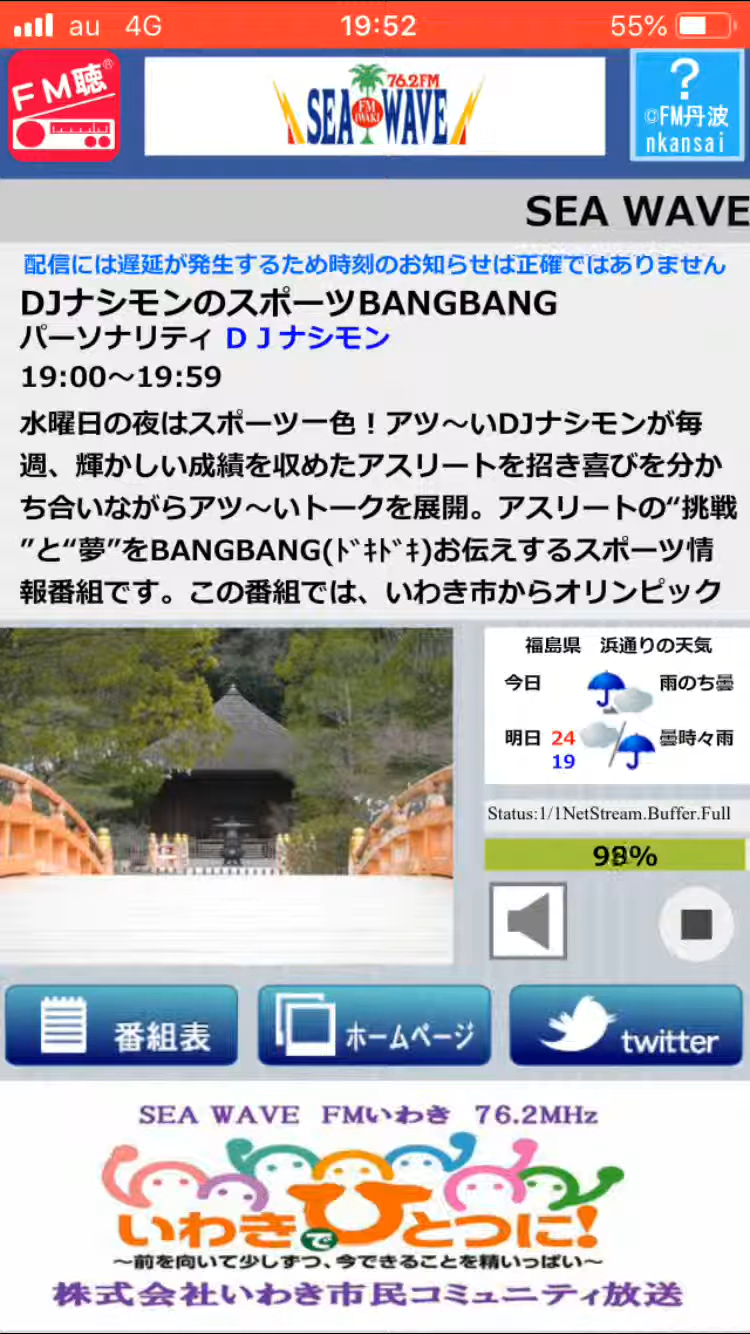 au 4G 19:52 55%
FM聴®
76.2FM
SEA FM IWAKI WAVE
?
©FM丹波
nkansai
SEA WAVE
配信には遅延が発生するため時刻のお知らせは正確ではありません
DJナシモンのスポーツBANGBANG
パーソナリティ ＤＪナシモン
19:00〜19:59
水曜日の夜はスポーツ一色！アツ〜いDJナシモンが毎
週、輝かしい成績を収めたアスリートを招き喜びを分か
ち合いながらアツ〜いトークを展開。アスリートの“挑戦
”と“夢”をBANGBANG(ﾄﾞｷﾄﾞｷ)お伝えするスポーツ情
報番組です。この番組では、いわき市からオリンピック
福島県　浜通りの天気
今日 雨のち曇
明日 24 曇時々雨
19
Status:1/1NetStream.Buffer.Full
番組表
ホームページ
twitter
SEA WAVE FMいわき 76.2MHz
いわきでひとつに!
〜前を向いて少しずつ、今できることを精いっぱい〜
株式会社いわき市民コミュニティ放送